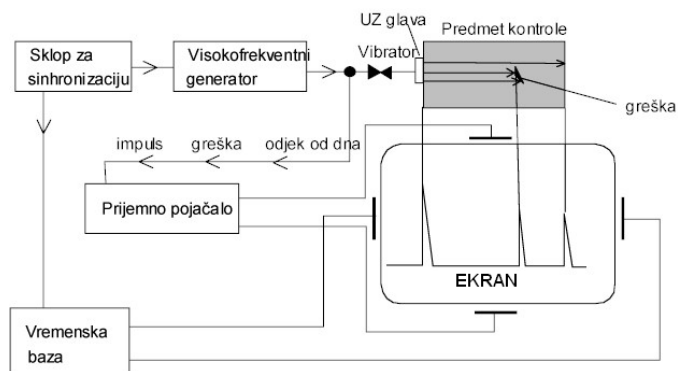 UZ glava
Predmet kontrole
Sklop za
sinhronizaciju
Visokofrekventni
generator
Vibrator
greška
impuls greška odjek od dna
Prijemno pojačalo
EKRAN
Vremenska
baza